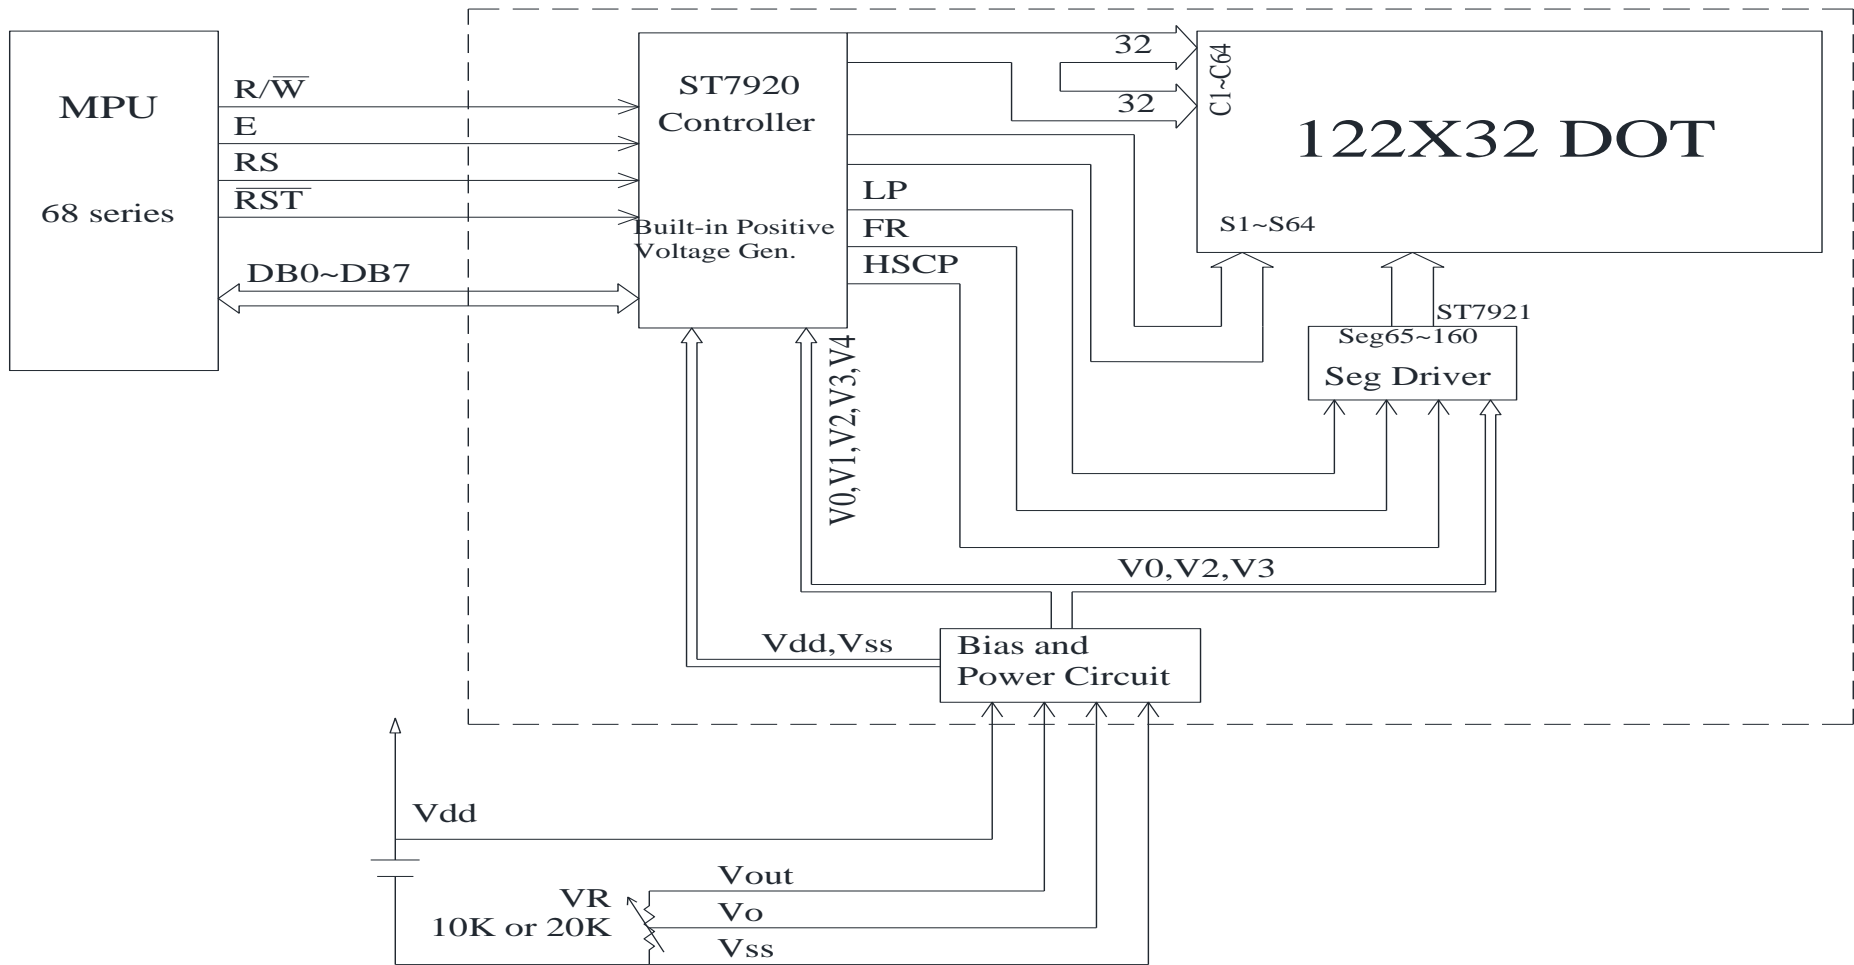 MPU
68 series
R/W̅
E
RS
R̅S̅T̅
DB0~DB7
ST7920
Controller
Built-in Positive
Voltage Gen.
LP
FR
HSCP
32
32
C1~C64
122X32 DOT
S1~S64
ST7921
Seg65~160
Seg Driver
V0,V1,V2,V3,V4
V0,V2,V3
Vdd,Vss
Bias and
Power Circuit
Vdd
Vout
VR
10K or 20K
Vo
Vss